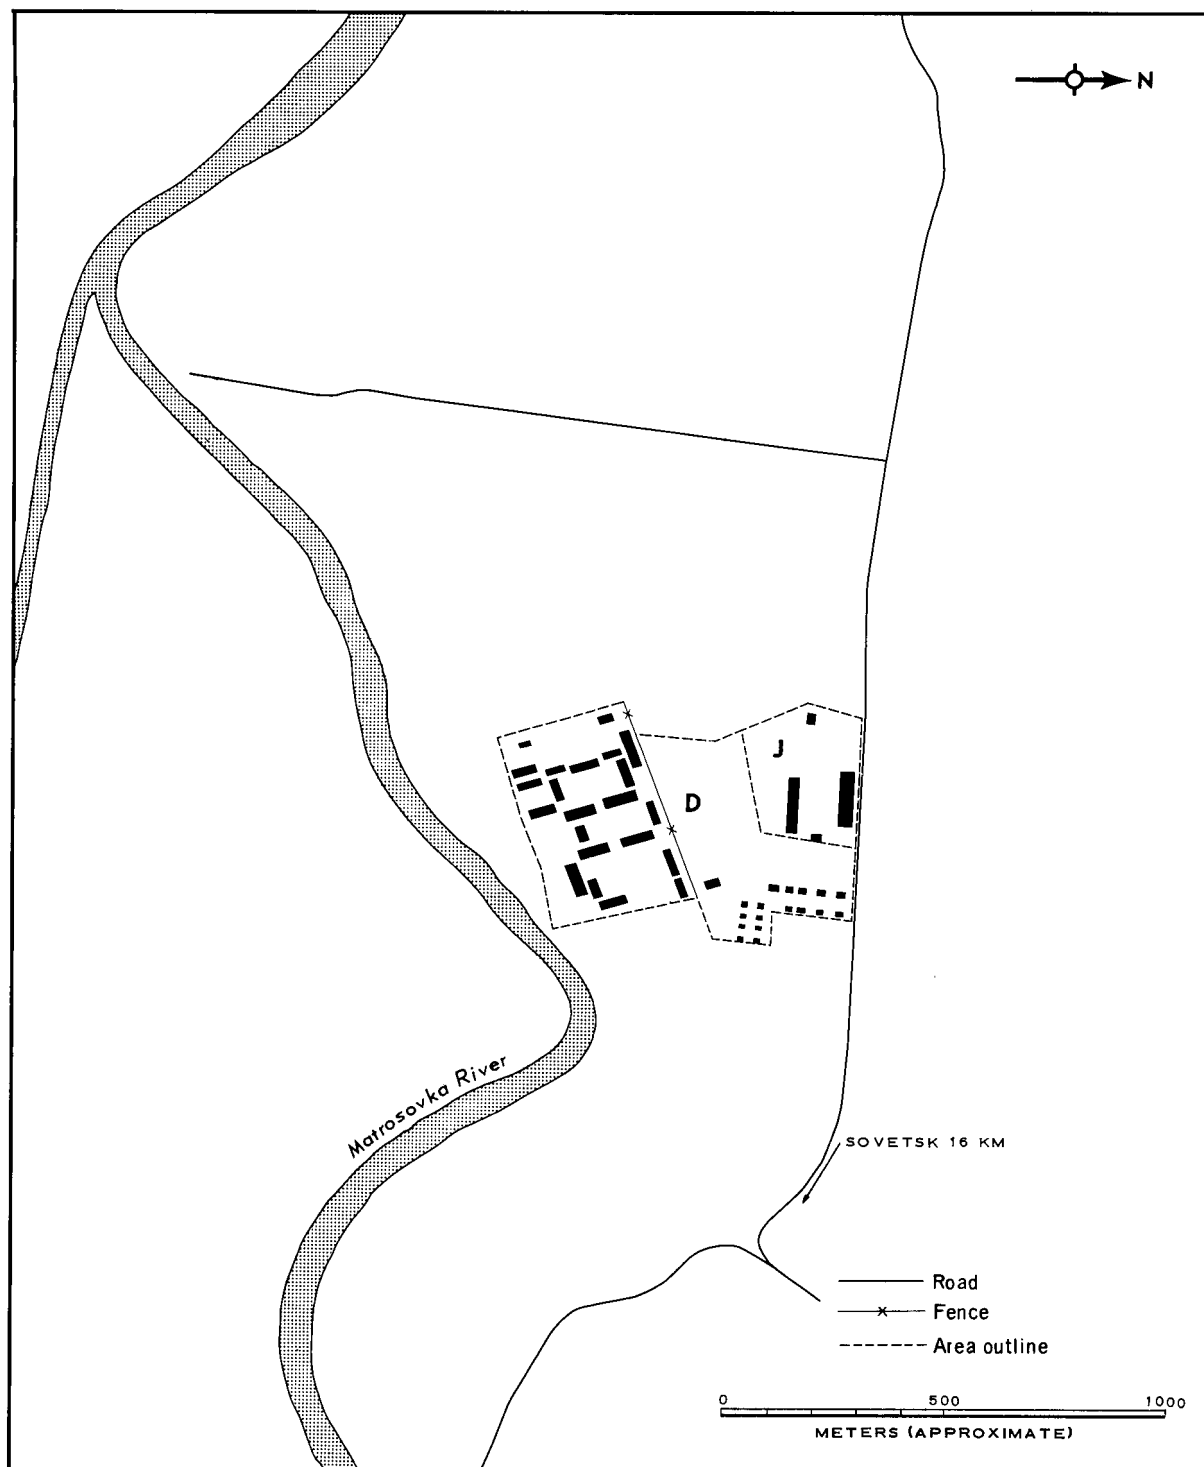 N
J
D
Matrosovka River
SOVETSK 16 KM
Road
Fence
Area outline
0 500 1000
METERS (APPROXIMATE)